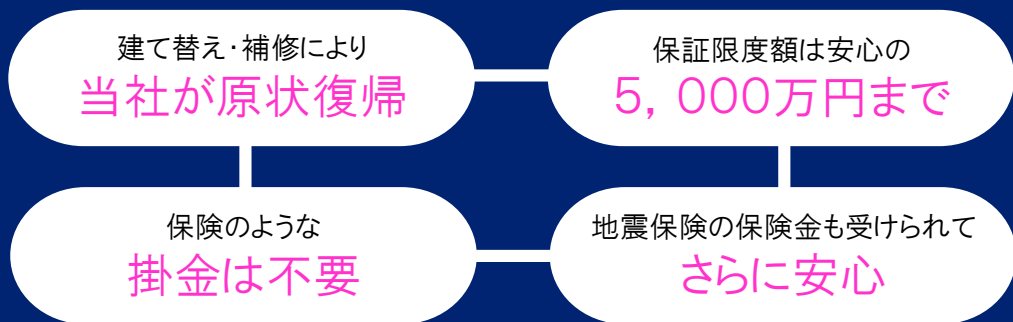 建て替え・補修により
当社が原状復帰
保証限度額は安心の
5，000万円まで
保険のような
掛金は不要
地震保険の保険金も受けられて
さらに安心